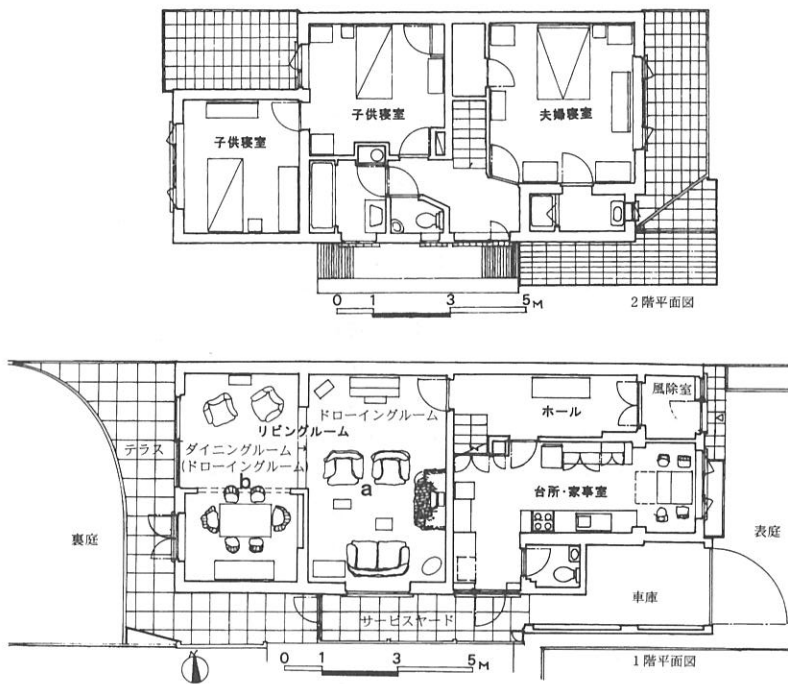 子供寝室
夫婦寝室
子供寝室
0 1 3 5M
2階平面図
風除室
ドローイングルーム
ホール
リビングルーム
テラス
ダイニングルーム
(ドローイングルーム)
台所・家事室
b
a
裏庭
表庭
車庫
サービスヤード
N
0 1 3 5M
1階平面図